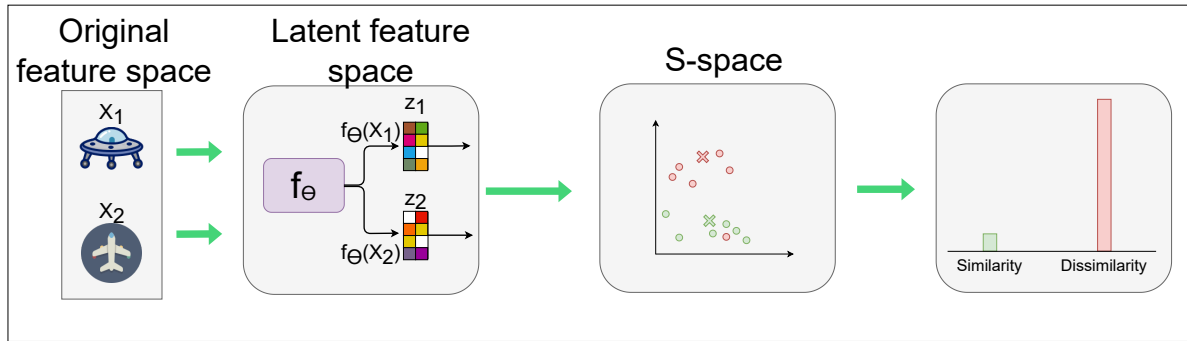 Original
feature space
X1
X2
Latent feature
space
z1
fϴ(X1)
fϴ
z2
fϴ(X2)
S-space
Similarity
Dissimilarity